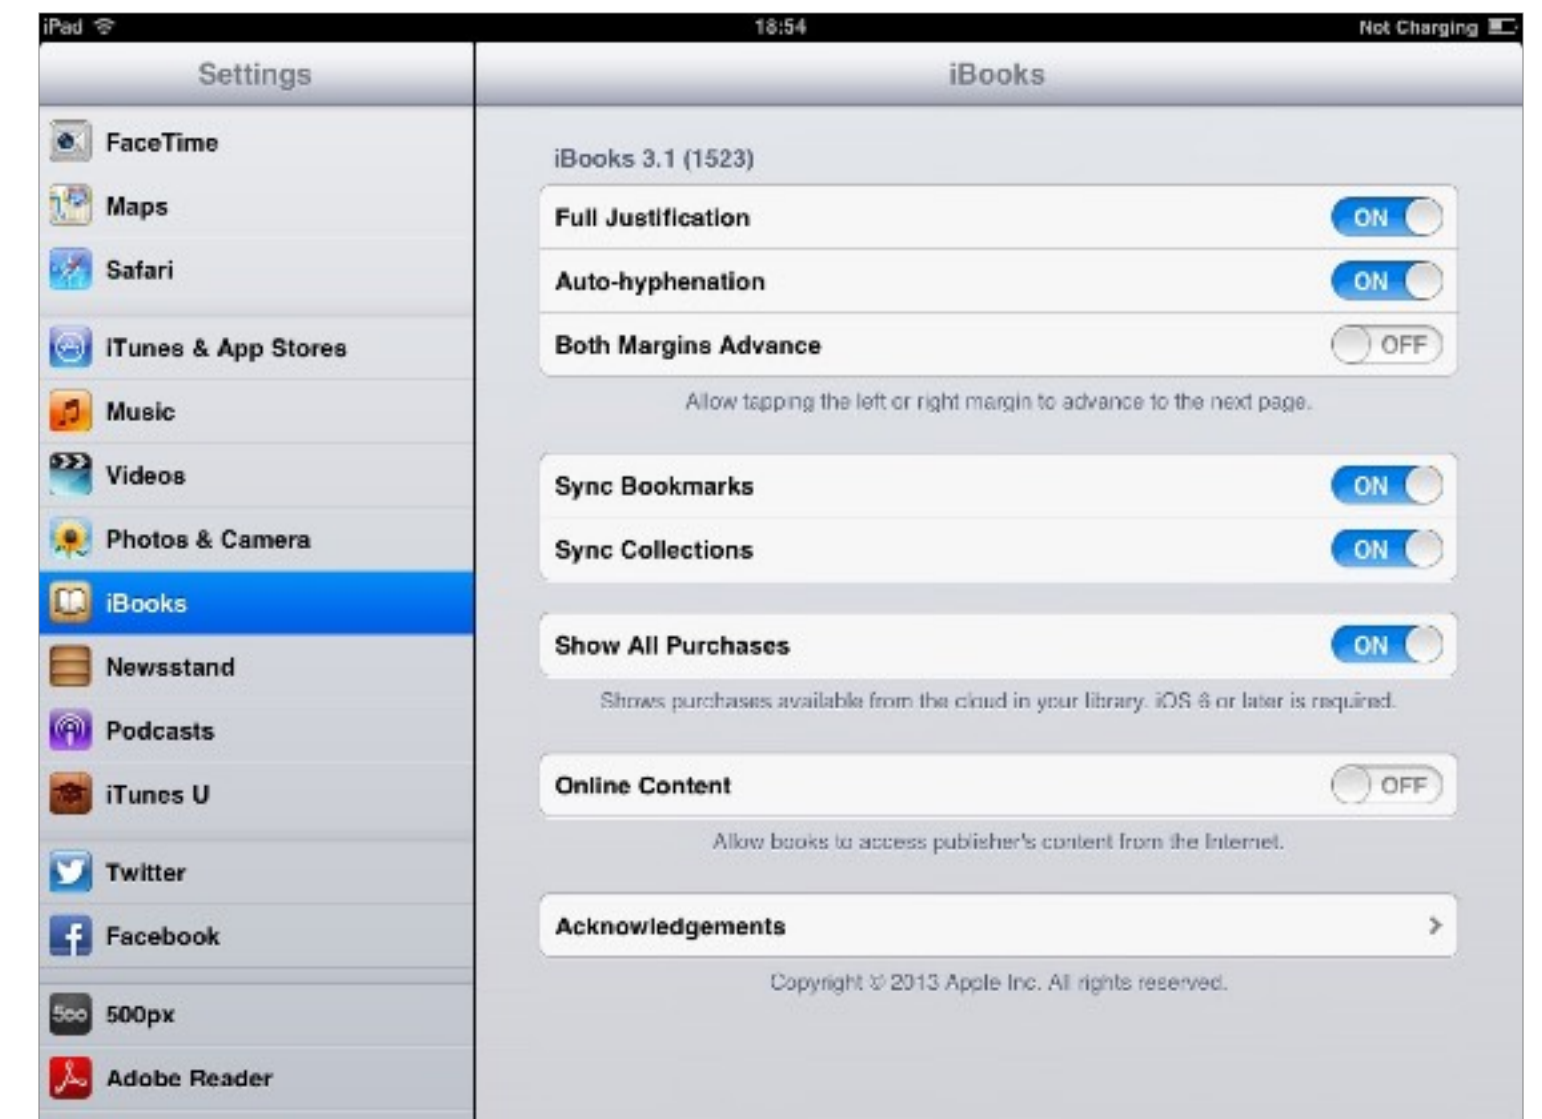 iPad 18:54 Not Charging
Settings
iBooks
FaceTime
Maps
Safari
iTunes & App Stores
Music
Videos
Photos & Camera
iBooks
Newsstand
Podcasts
iTunes U
Twitter
Facebook
500px
Adobe Reader
iBooks 3.1 (1523)
Full Justification ON
Auto-hyphenation ON
Both Margins Advance OFF
Allow tapping the left or right margin to advance to the next page.
Sync Bookmarks ON
Sync Collections ON
Show All Purchases ON
Shows purchases available from the cloud in your library. iOS 6 or later is required.
Online Content OFF
Allow books to access publisher's content from the Internet.
Acknowledgements
Copyright © 2013 Apple Inc. All rights reserved.